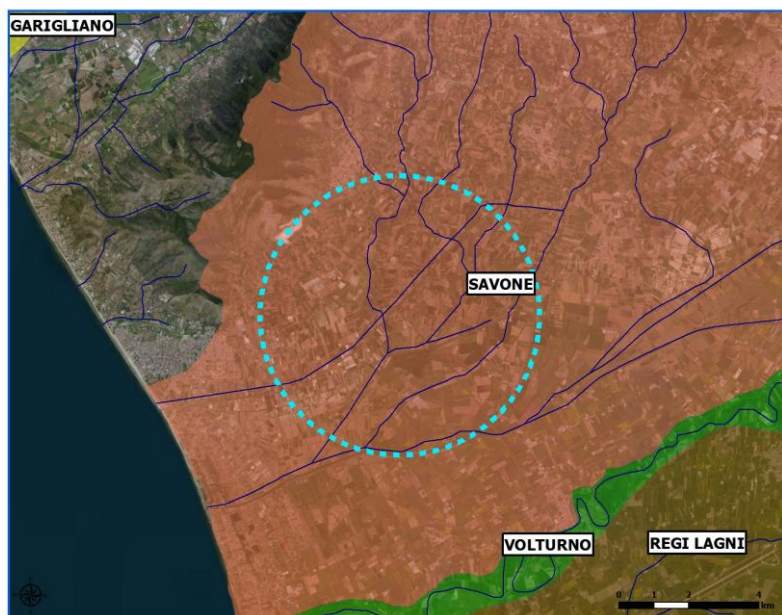 GARIGLIANO
SAVONE
VOLTURNO
REGI LAGNI
0 1 2 4
km